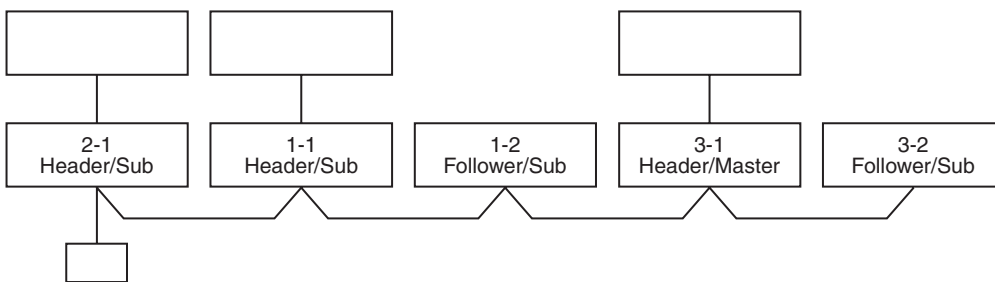 2-1
Header/Sub
1-1
Header/Sub
1-2
Follower/Sub
3-1
Header/Master
3-2
Follower/Sub